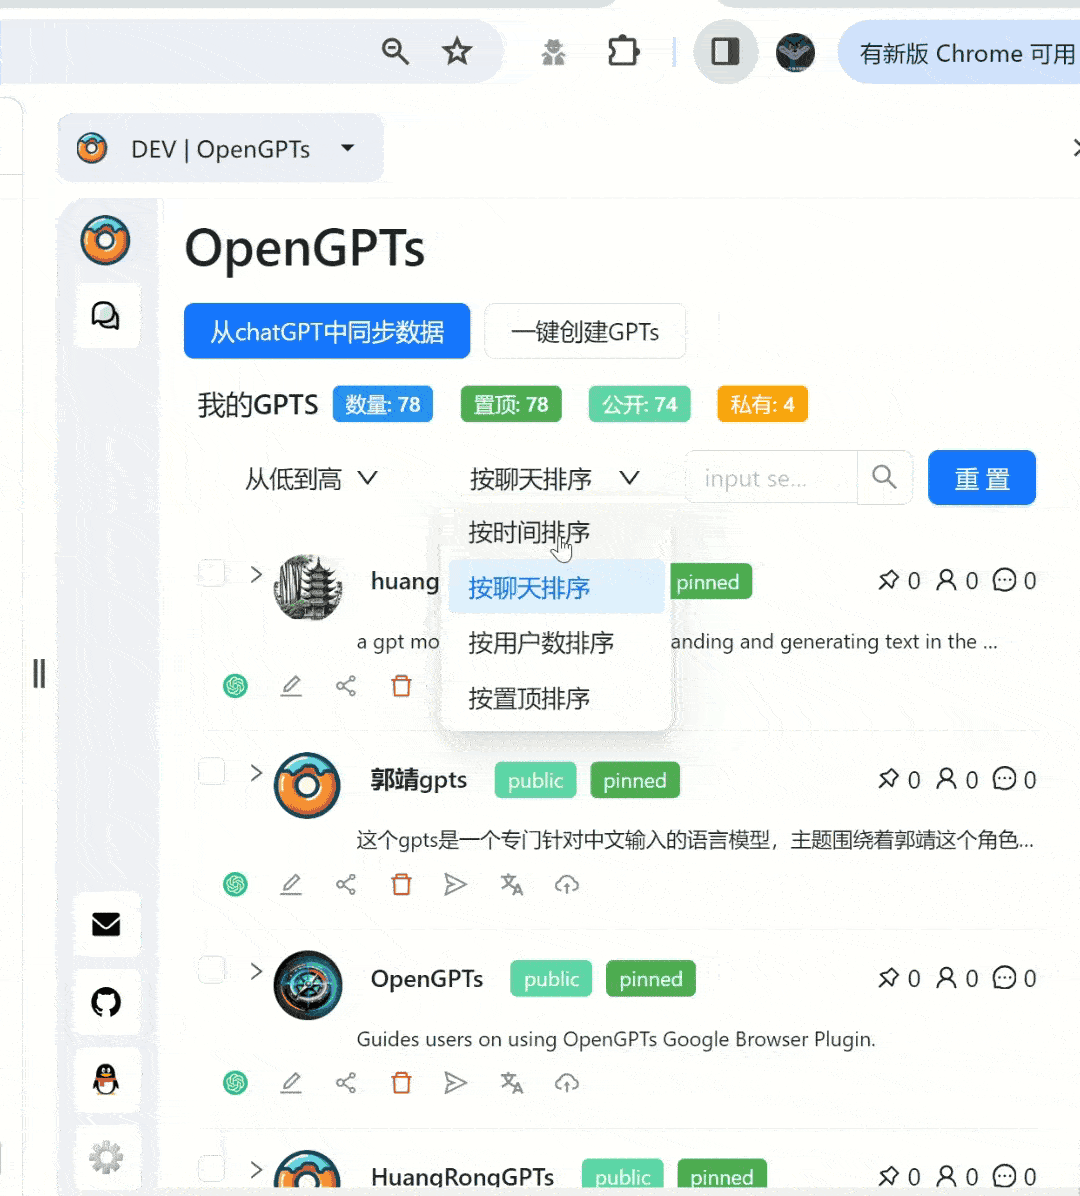 有新版 Chrome 可用
DEV | OpenGPTs
OpenGPTs
从chatGPT中同步数据
一键创建GPTs
我的GPTS 数量: 78 置顶: 78 公开: 74 私有: 4
从低到高 按聊天排序 input se... 重 置
按时间排序
按聊天排序
按用户数排序
按置顶排序
huang pinned 0 0 0
a gpt mo anding and generating text in the ...
郭靖gpts public pinned 0 0 0
这个gpts是一个专门针对中文输入的语言模型，主题围绕着郭靖这个角色...
OpenGPTs public pinned 0 0 0
Guides users on using OpenGPTs Google Browser Plugin.
HuangRongGPTs public pinned 0 0 0